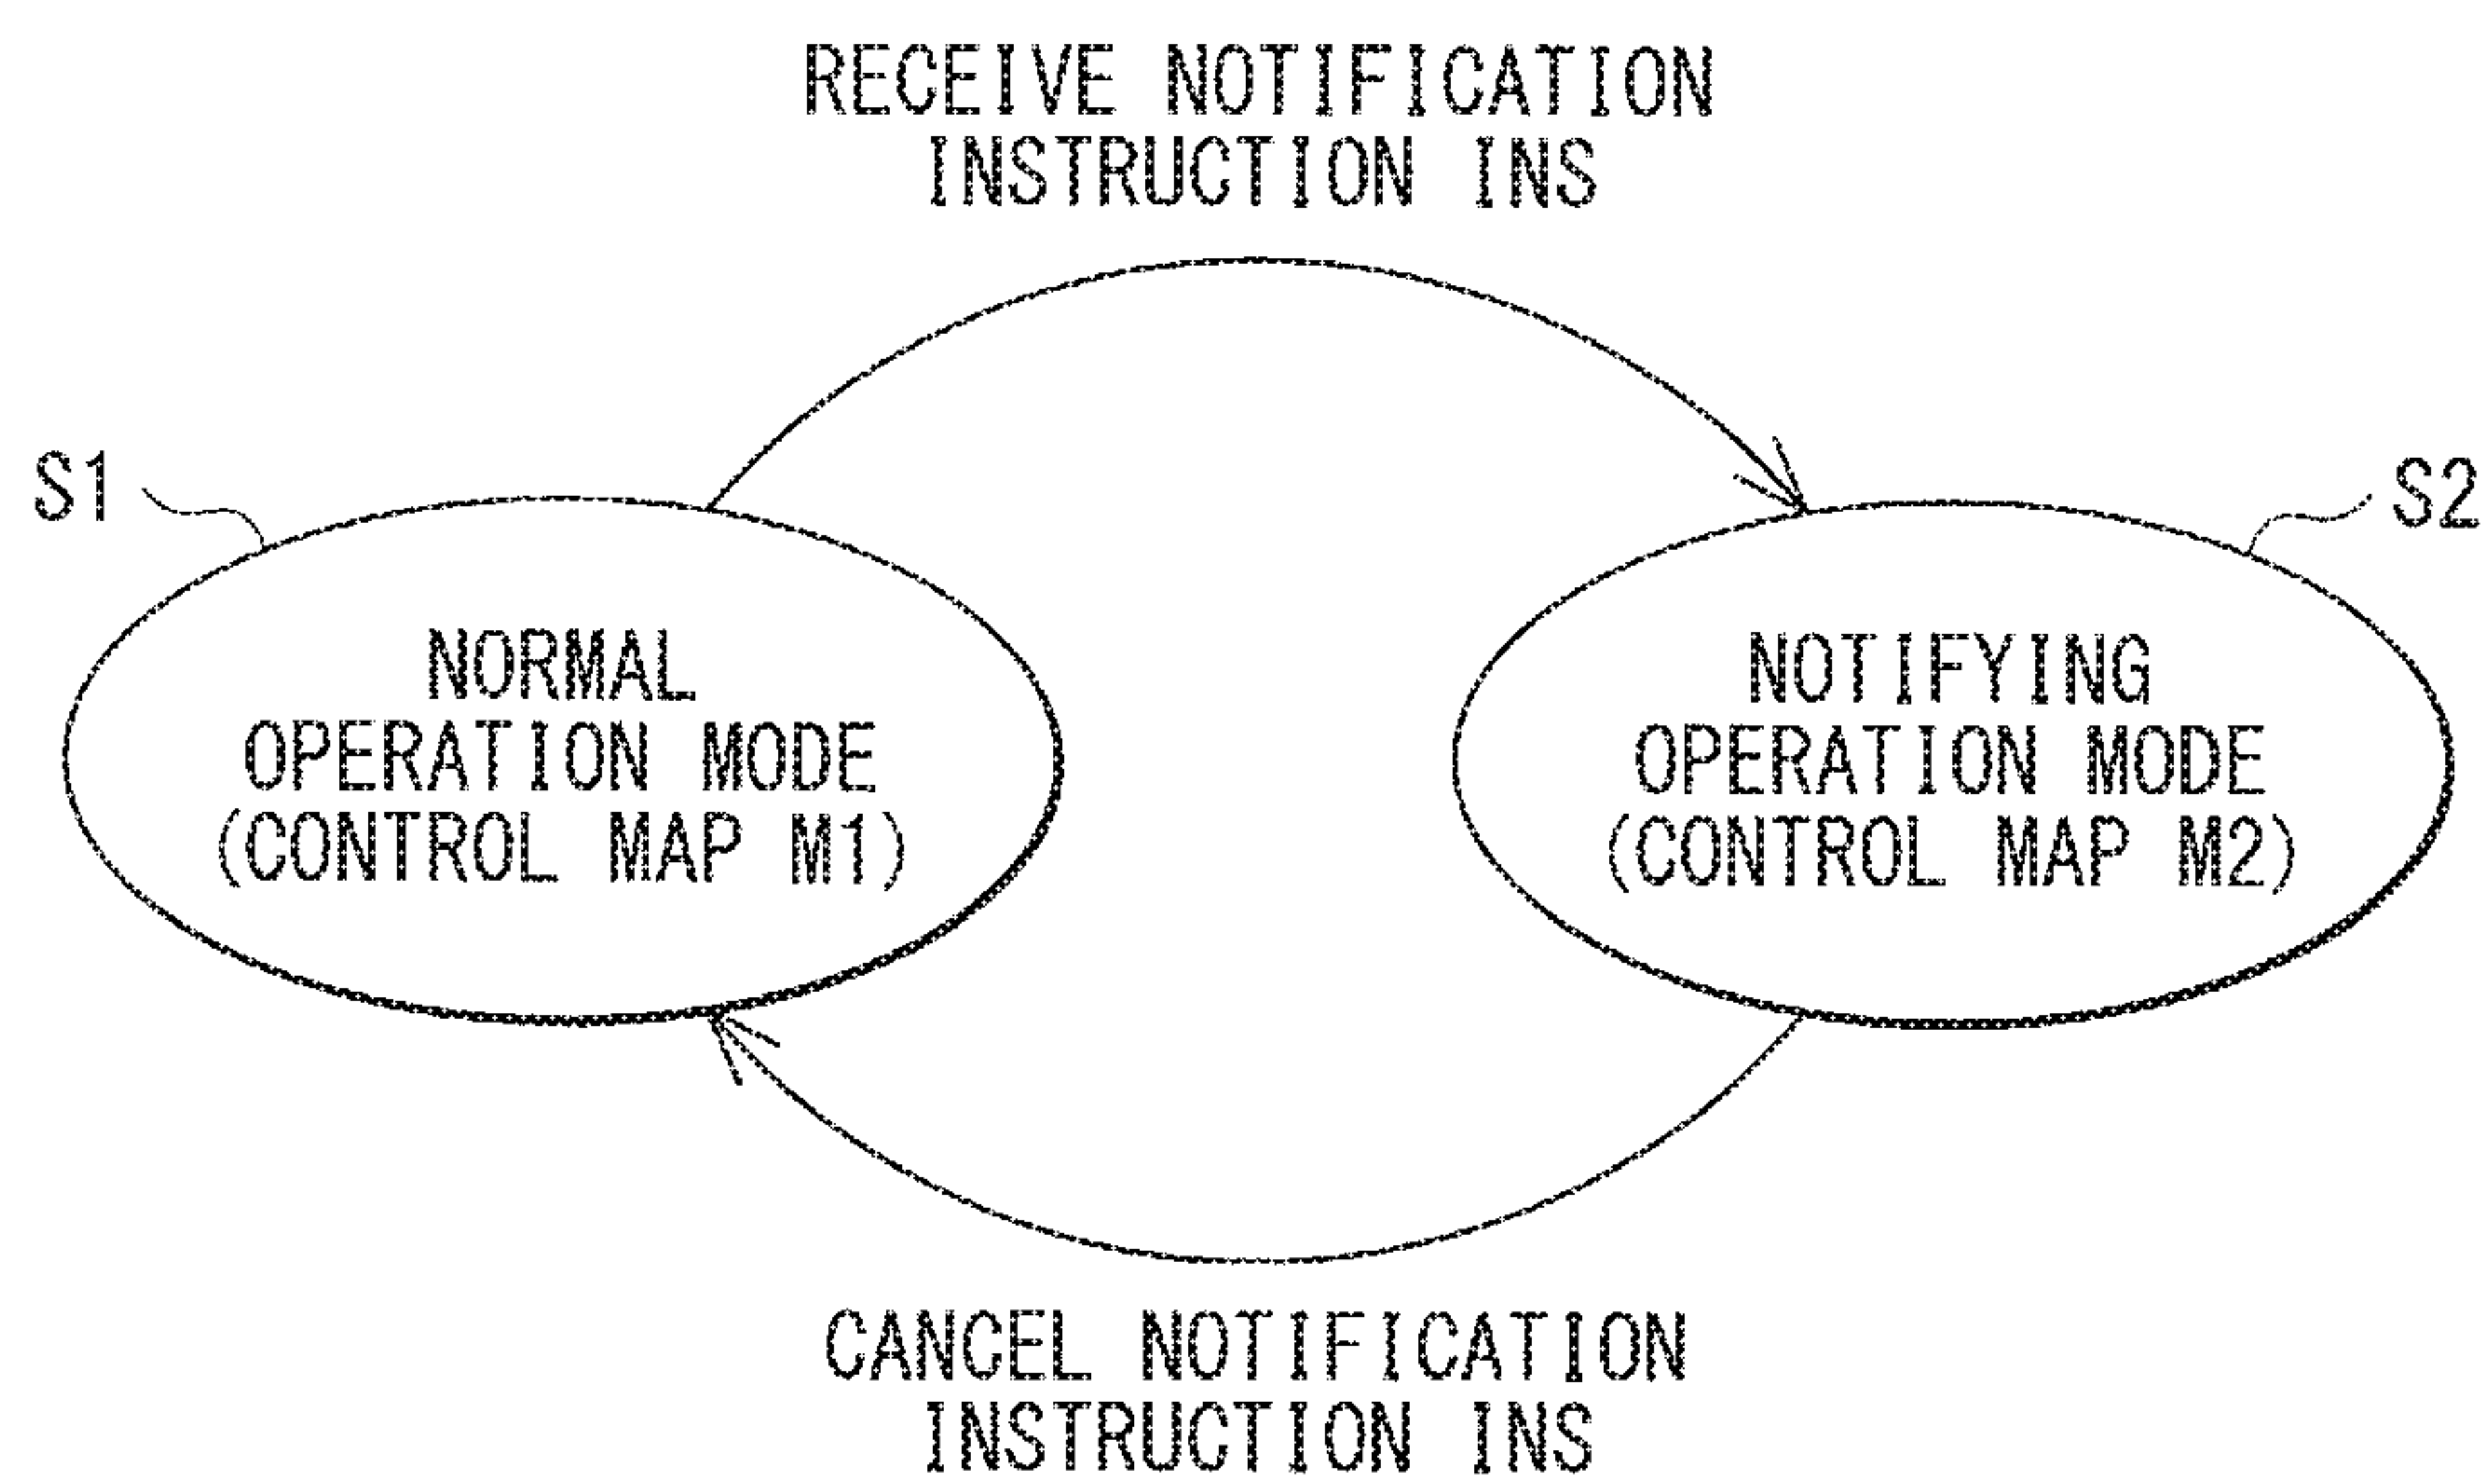 RECEIVE NOTIFICATION
INSTRUCTION INS
S1
S2
NORMAL
OPERATION MODE
(CONTROL MAP M1)
NOTIFYING
OPERATION MODE
(CONTROL MAP M2)
CANCEL NOTIFICATION
INSTRUCTION INS